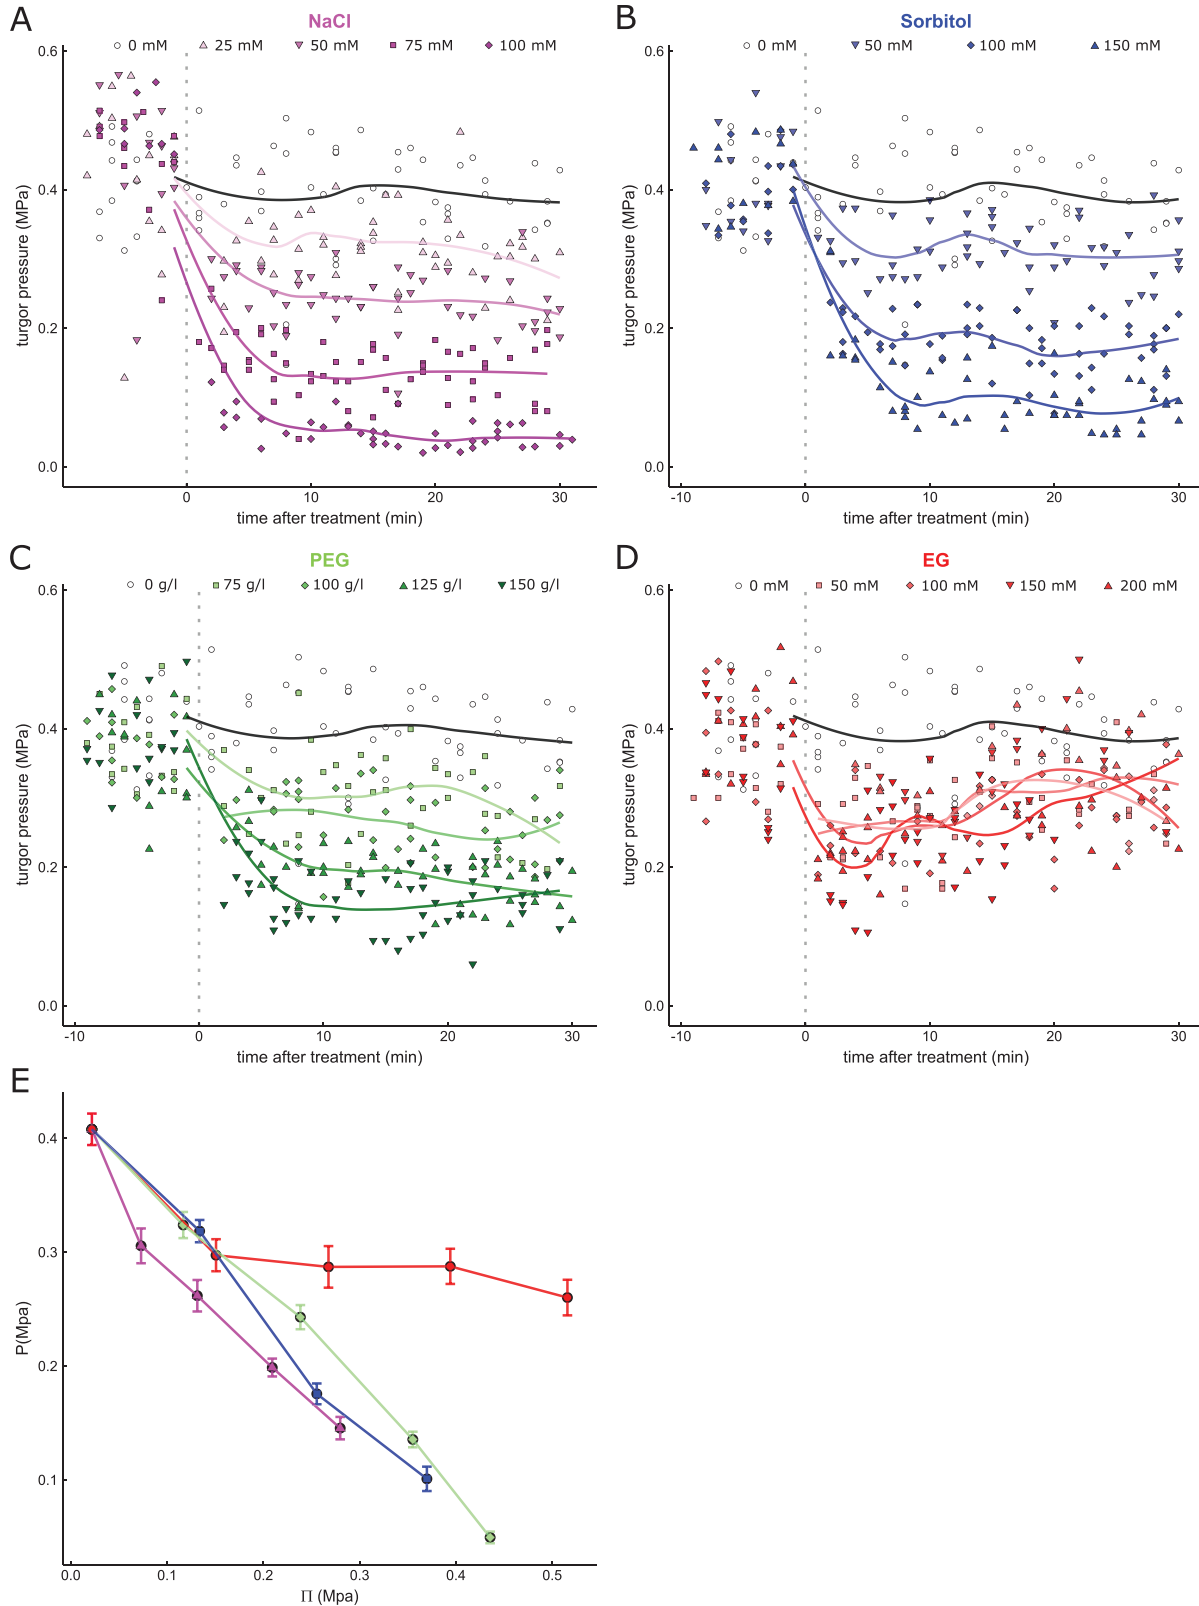 A
NaCl
0 mM 25 mM 50 mM 75 mM 100 mM
0.6
0.4
0.2
0.0
turgor pressure (MPa)
0 10 20 30
time after treatment (min)
B
Sorbitol
0 mM 50 mM 100 mM 150 mM
0.6
0.4
0.2
0.0
turgor pressure (MPa)
-10 0 10 20 30
time after treatment (min)
C
PEG
0 g/l 75 g/l 100 g/l 125 g/l 150 g/l
0.6
0.4
0.2
0.0
turgor pressure (MPa)
-10 0 10 20 30
time after treatment (min)
D
EG
0 mM 50 mM 100 mM 150 mM 200 mM
0.6
0.4
0.2
0.0
turgor pressure (MPa)
-10 0 10 20 30
time after treatment (min)
E
0.4
0.3
0.2
0.1
P(Mpa)
0.0 0.1 0.2 0.3 0.4 0.5
Π (Mpa)